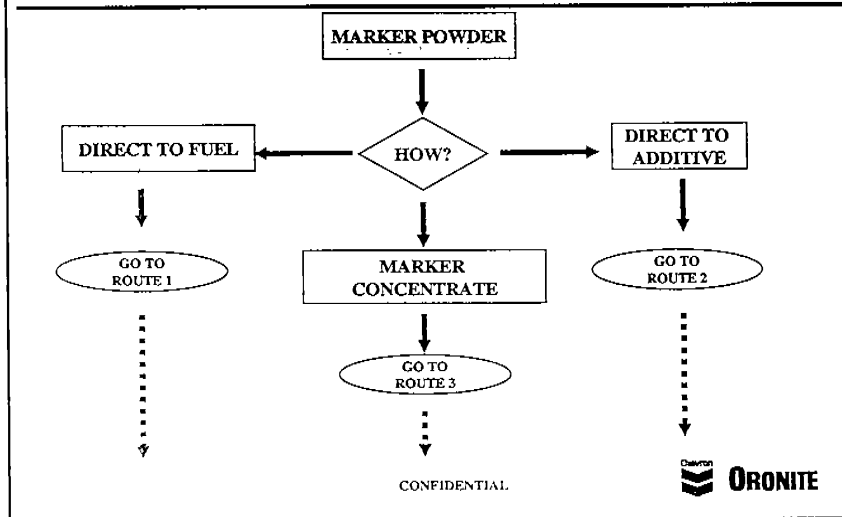 MARKER POWDER
DIRECT TO FUEL
HOW?
DIRECT TO
ADDITIVE
GO TO
ROUTE 1
MARKER
CONCENTRATE
GO TO
ROUTE 2
GO TO
ROUTE 3
CONFIDENTIAL
Chevron
ORONITE